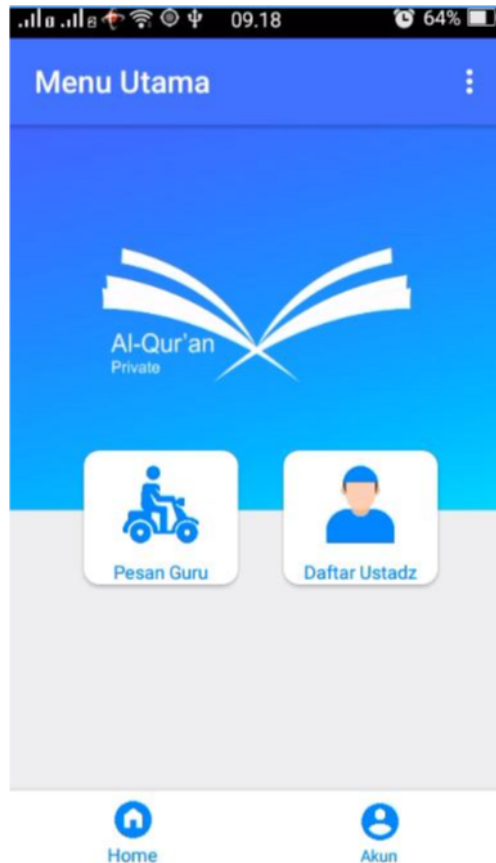 09.18
64%
Menu Utama
Al-Qur'an
Private
Pesan Guru
Daftar Ustadz
Home
Akun